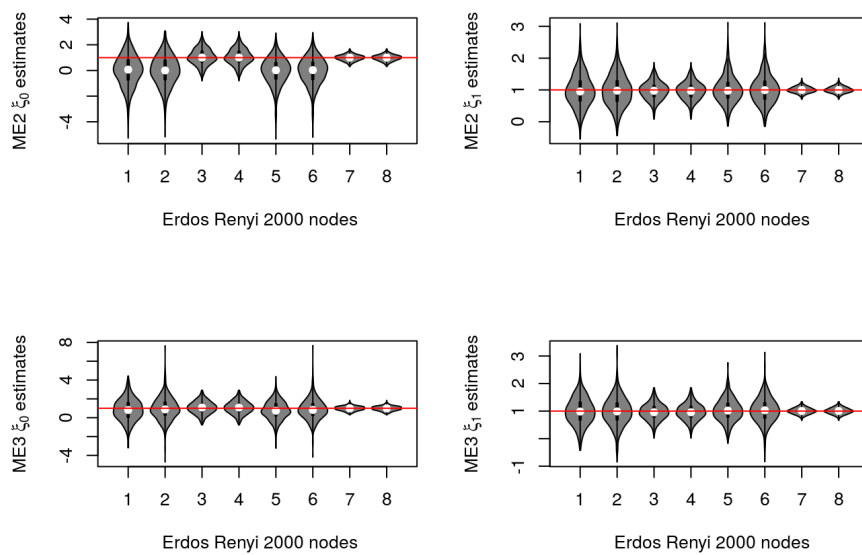 ME2 ξ0 estimates
4
2
0
-4
1 2 3 4 5 6 7 8
Erdos Renyi 2000 nodes
ME2 ξ1 estimates
3
2
1
0
1 2 3 4 5 6 7 8
Erdos Renyi 2000 nodes
ME3 ξ0 estimates
8
4
0
-4
1 2 3 4 5 6 7 8
Erdos Renyi 2000 nodes
ME3 ξ1 estimates
3
2
1
-1
1 2 3 4 5 6 7 8
Erdos Renyi 2000 nodes